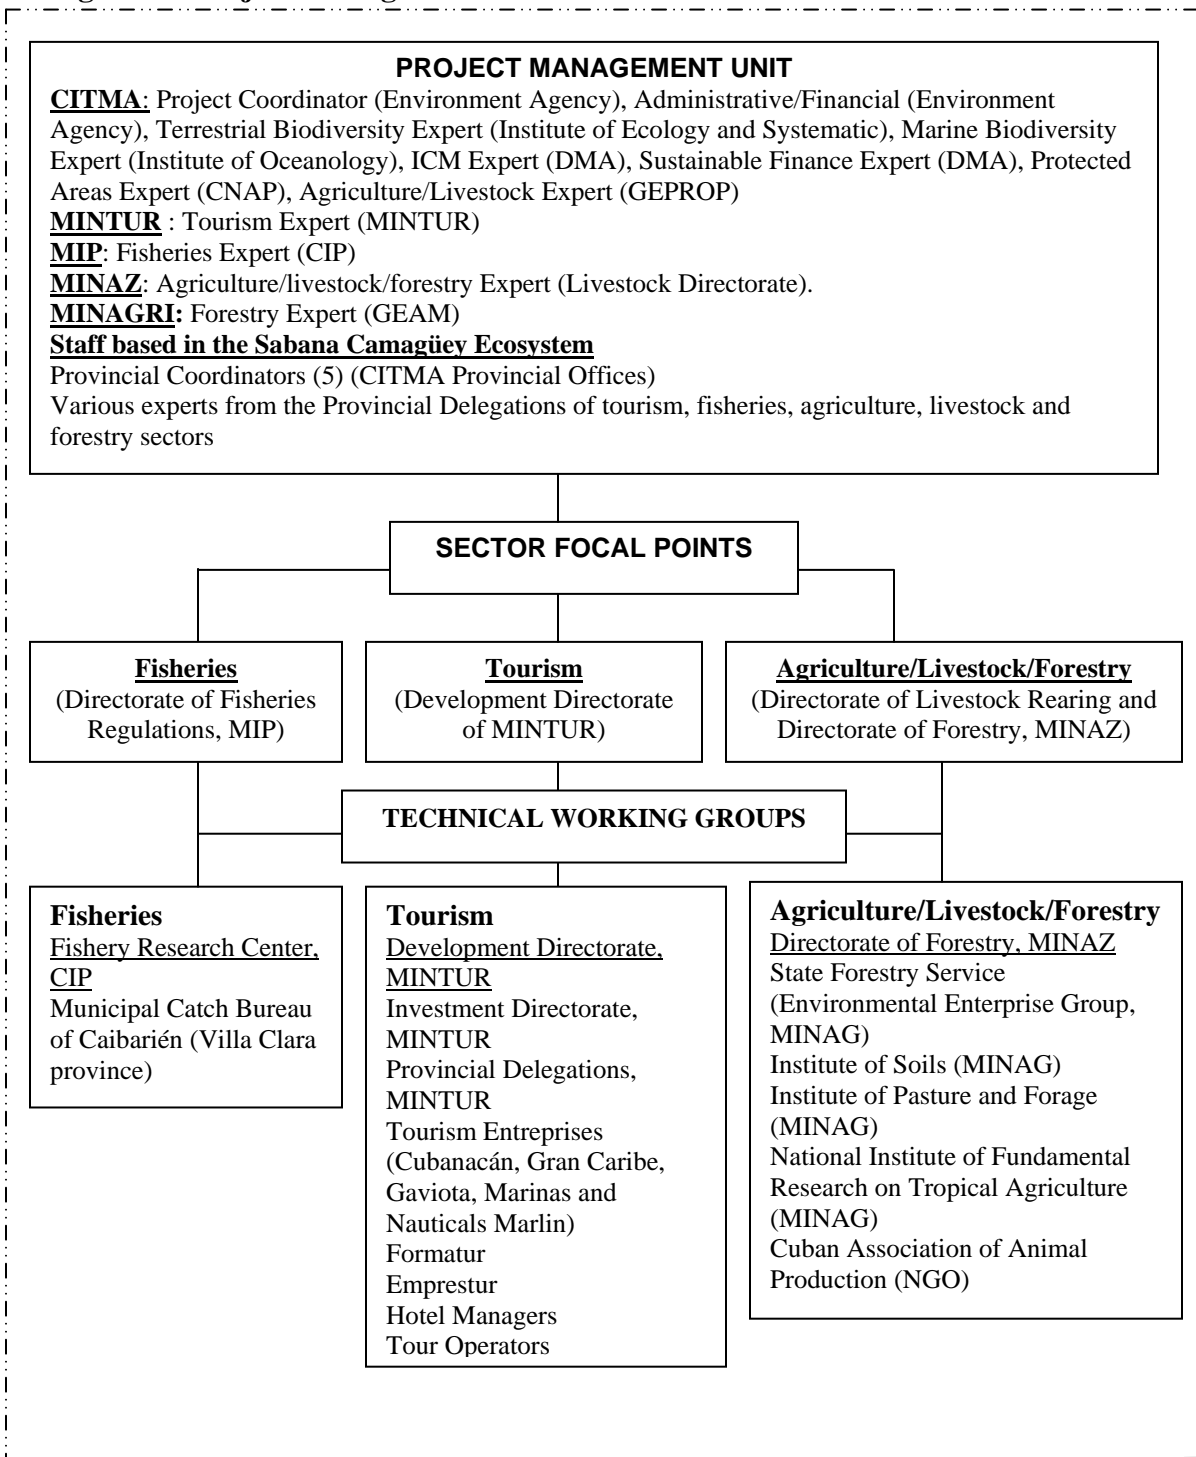 PROJECT MANAGEMENT UNIT
CITMA: Project Coordinator (Environment Agency), Administrative/Financial (Environment
Agency), Terrestrial Biodiversity Expert (Institute of Ecology and Systematic), Marine Biodiversity
Expert (Institute of Oceanology), ICM Expert (DMA), Sustainable Finance Expert (DMA), Protected
Areas Expert (CNAP), Agriculture/Livestock Expert (GEPROP)
MINTUR : Tourism Expert (MINTUR)
MIP: Fisheries Expert (CIP)
MINAZ: Agriculture/livestock/forestry Expert (Livestock Directorate).
MINAGRI: Forestry Expert (GEAM)
Staff based in the Sabana Camagüey Ecosystem
Provincial Coordinators (5) (CITMA Provincial Offices)
Various experts from the Provincial Delegations of tourism, fisheries, agriculture, livestock and
forestry sectors
SECTOR FOCAL POINTS
Fisheries
(Directorate of Fisheries
Regulations, MIP)
Tourism
(Development Directorate
of MINTUR)
Agriculture/Livestock/Forestry
(Directorate of Livestock Rearing and
Directorate of Forestry, MINAZ)
TECHNICAL WORKING GROUPS
Fisheries
Fishery Research Center,
CIP
Municipal Catch Bureau
of Caibarién (Villa Clara
province)
Tourism
Development Directorate,
MINTUR
Investment Directorate,
MINTUR
Provincial Delegations,
MINTUR
Tourism Entreprises
(Cubanacán, Gran Caribe,
Gaviota, Marinas and
Nauticals Marlin)
Formatur
Emprestur
Hotel Managers
Tour Operators
Agriculture/Livestock/Forestry
Directorate of Forestry, MINAZ
State Forestry Service
(Environmental Enterprise Group,
MINAG)
Institute of Soils (MINAG)
Institute of Pasture and Forage
(MINAG)
National Institute of Fundamental
Research on Tropical Agriculture
(MINAG)
Cuban Association of Animal
Production (NGO)